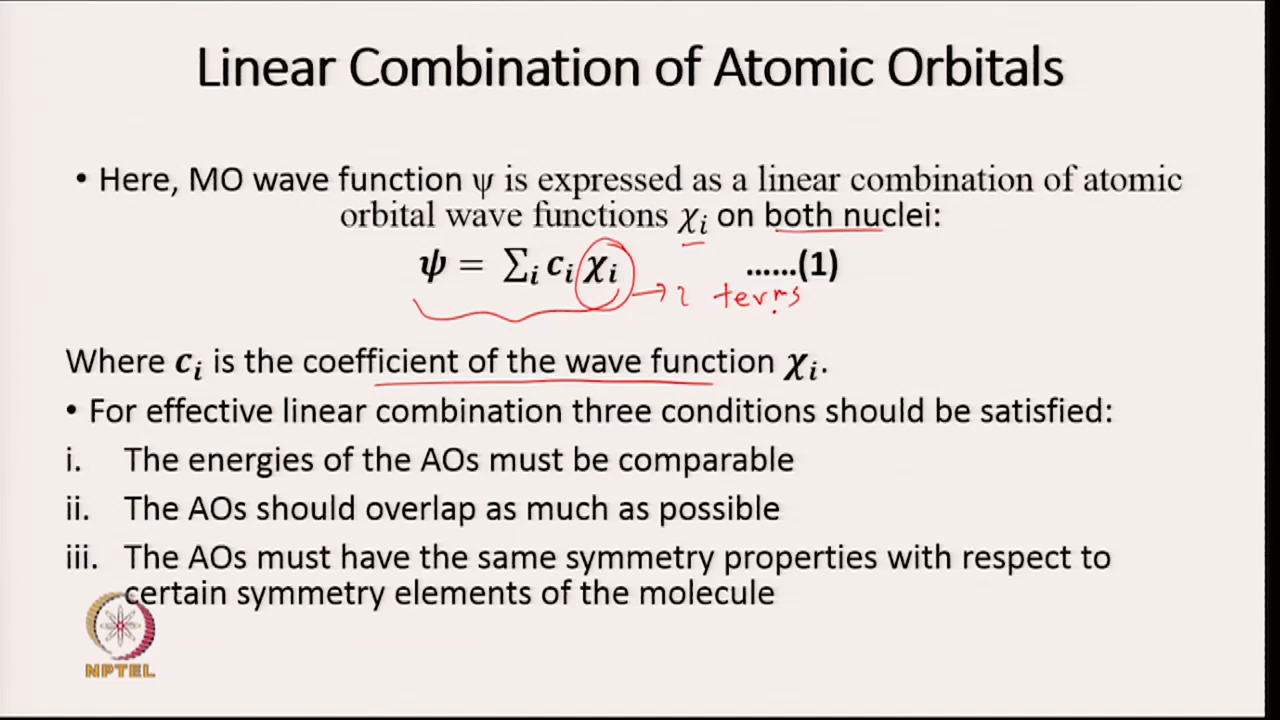 Linear Combination of Atomic Orbitals
• Here, MO wave function ψ is expressed as a linear combination of atomic
orbital wave functions χᵢ on both nuclei:
ψ = ∑ᵢ cᵢ χᵢ ......(1)
→ 2 terms
Where cᵢ is the coefficient of the wave function χᵢ.
• For effective linear combination three conditions should be satisfied:
i. The energies of the AOs must be comparable
ii. The AOs should overlap as much as possible
iii. The AOs must have the same symmetry properties with respect to
certain symmetry elements of the molecule
NPTEL